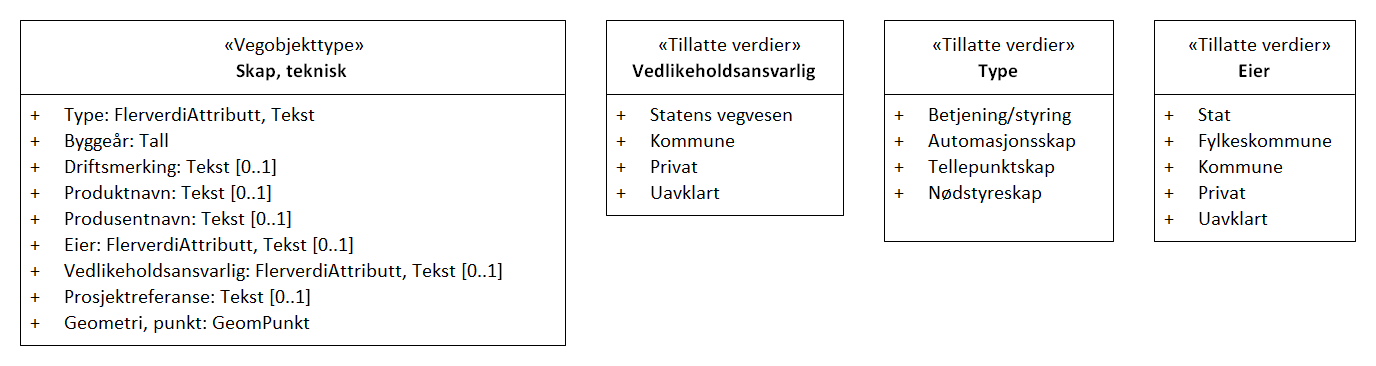 «Vegobjekttype»
Skap, teknisk
+ Type: FlerverdiAttributt, Tekst
+ Byggeår: Tall
+ Driftsmerking: Tekst [0..1]
+ Produktnavn: Tekst [0..1]
+ Produsentnavn: Tekst [0..1]
+ Eier: FlerverdiAttributt, Tekst [0..1]
+ Vedlikeholdsansvarlig: FlerverdiAttributt, Tekst [0..1]
+ Prosjektreferanse: Tekst [0..1]
+ Geometri, punkt: GeomPunkt
«Tillatte verdier»
Vedlikeholdsansvarlig
+ Statens vegvesen
+ Kommune
+ Privat
+ Uavklart
«Tillatte verdier»
Type
+ Betjening/styring
+ Automasjonsskap
+ Tellepunktskap
+ Nødstyreskap
«Tillatte verdier»
Eier
+ Stat
+ Fylkeskommune
+ Kommune
+ Privat
+ Uavklart